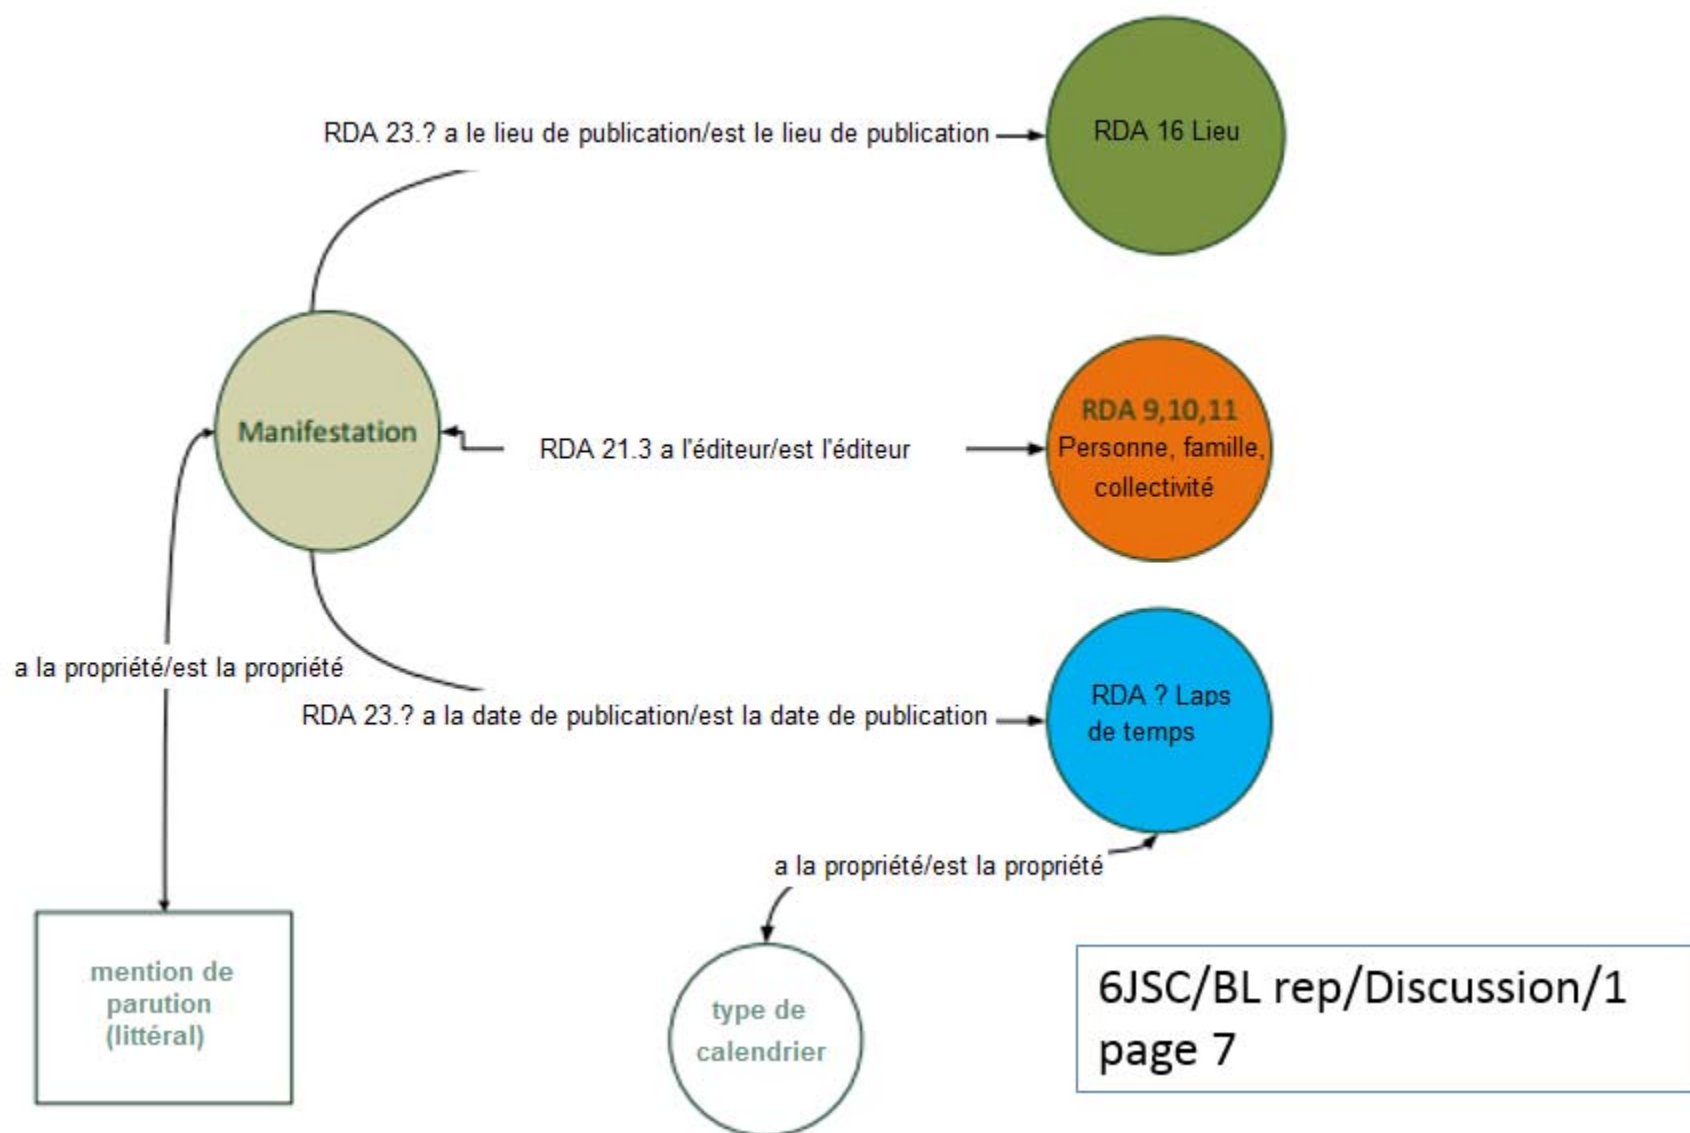 RDA 23.? a le lieu de publication/est le lieu de publication
RDA 16 Lieu
Manifestation
RDA 21.3 a l'éditeur/est l'éditeur
RDA 9,10,11
Personne, famille,
collectivité
a la propriété/est la propriété
RDA 23.? a la date de publication/est la date de publication
RDA ? Laps
de temps
a la propriété/est la propriété
mention de
parution
(littéral)
type de
calendrier
6JSC/BL rep/Discussion/1
page 7